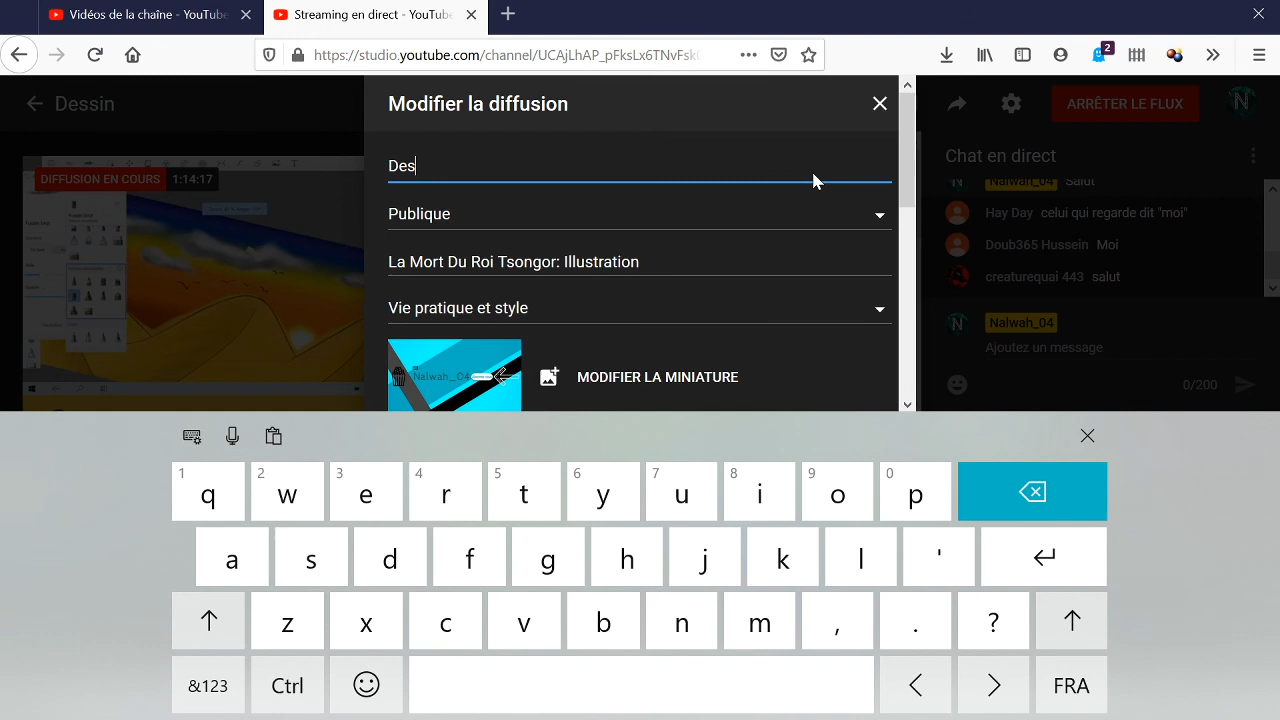 Vidéos de la chaîne - YouTube
Streaming en direct - YouTube
https://studio.youtube.com/channel/UCAjLhAP_pFksLx6TNvFsk
2
Dessin
Modifier la diffusion
ARRÊTER LE FLUX
N
DIFFUSION EN COURS 1:14:17
Des
Publique
La Mort Du Roi Tsongor: Illustration
Vie pratique et style
Nalwah_04
MODIFIER LA MINIATURE
Chat en direct
Nalwah_04 Salut
Hay Day celui qui regarde dit "moi"
Doub365 Hussein Moi
creaturequai 443 salut
Nalwah_04
Ajoutez un message
0/200
1 2 3 4 5 6 7 8 9 0
q w e r t y u i o p
a s d f g h j k l '
z x c v b n m , . ?
&123 Ctrl FRA